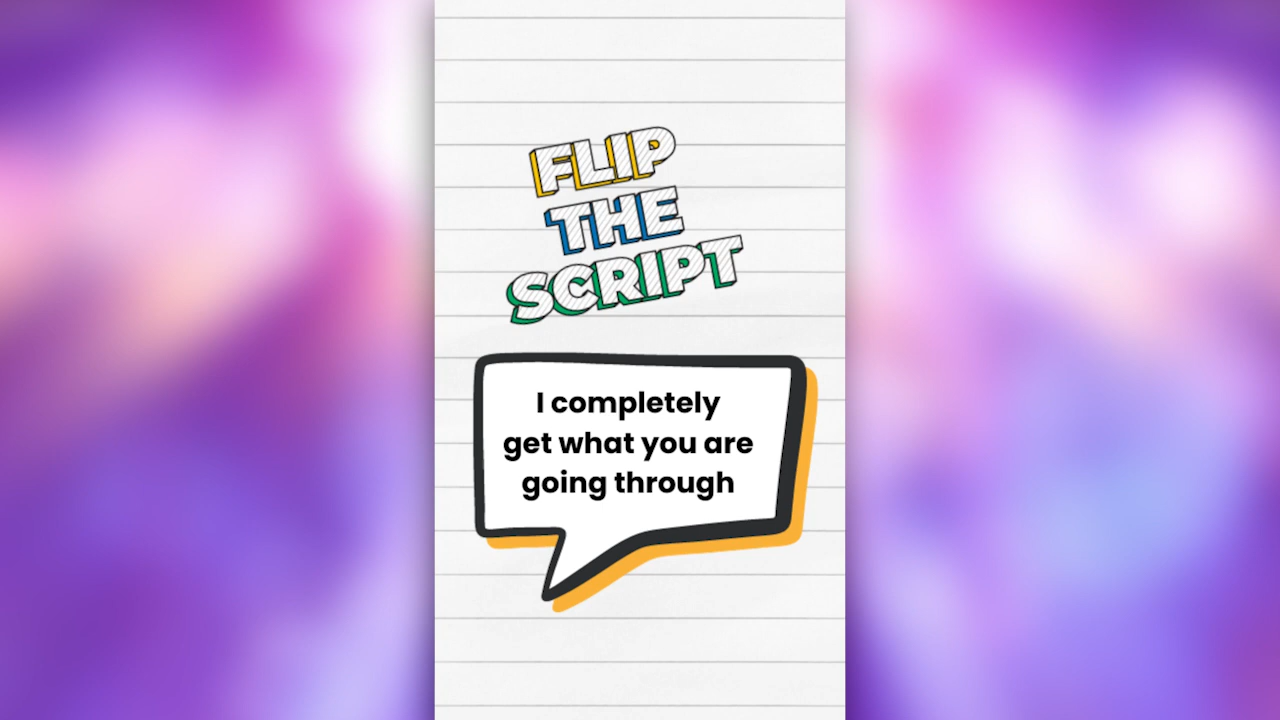 FLIP
THE
SCRIPT
I completely
get what you are
going through